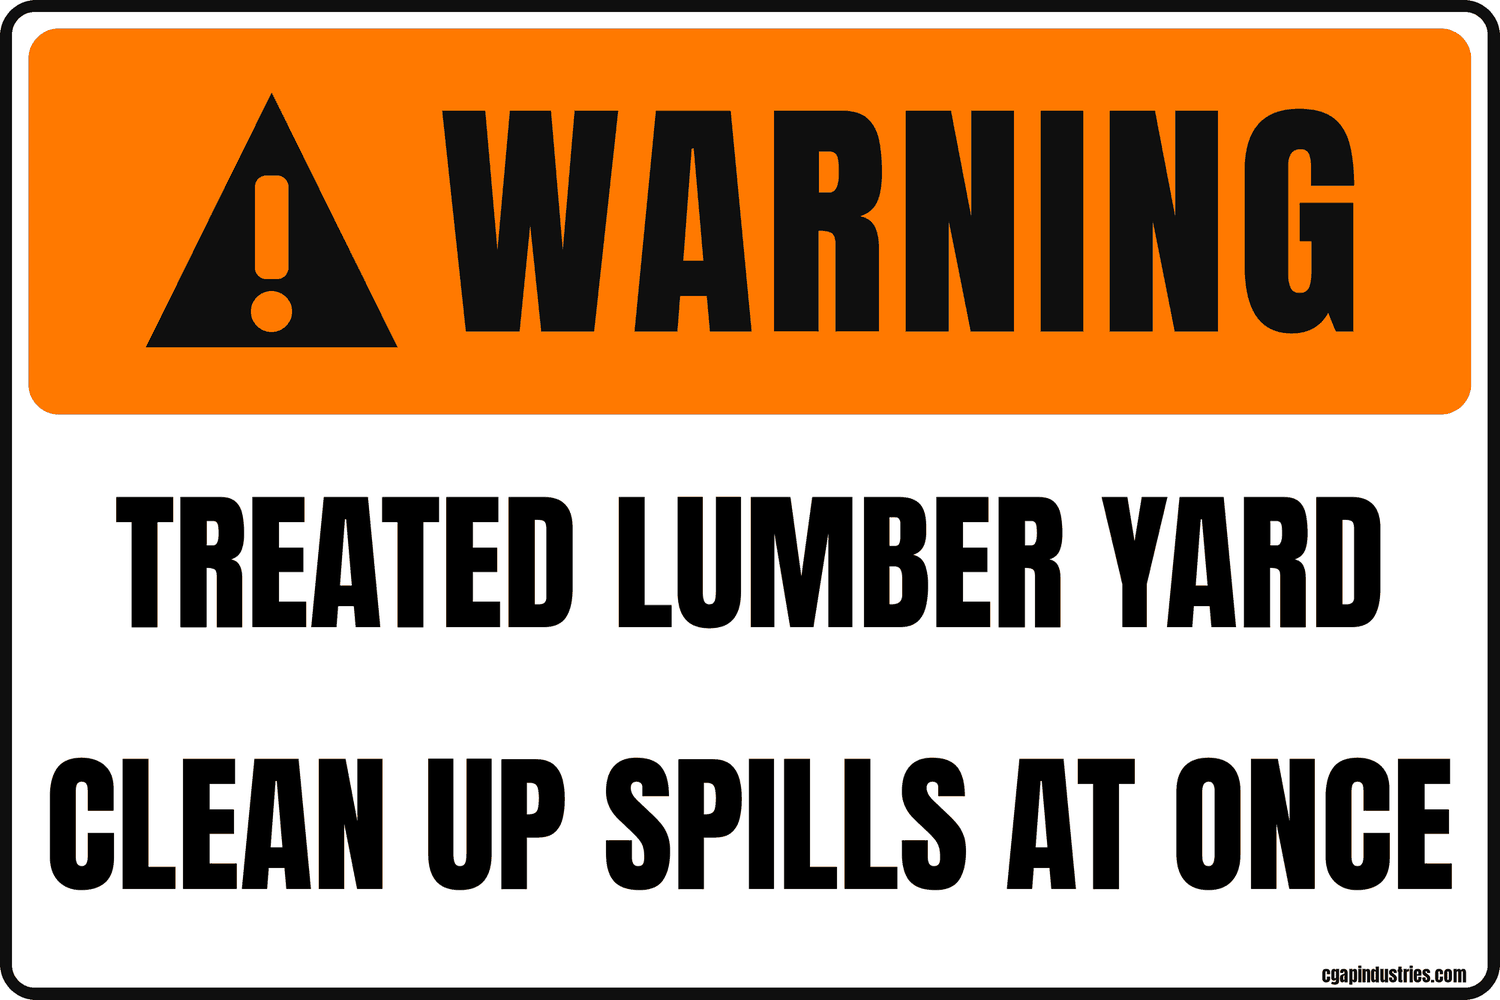 WARNING
TREATED LUMBER YARD
CLEAN UP SPILLS AT ONCE
cgapindustries.com